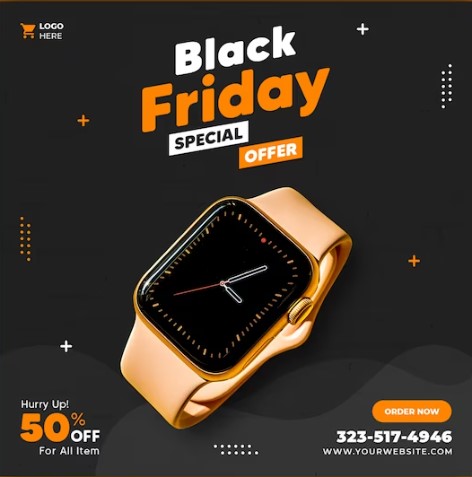 LOGO
HERE
Black
Friday
SPECIAL
OFFER
Hurry Up!
50% OFF
For All Item
ORDER NOW
323-517-4946
WWW.YOURWEBSITE.COM